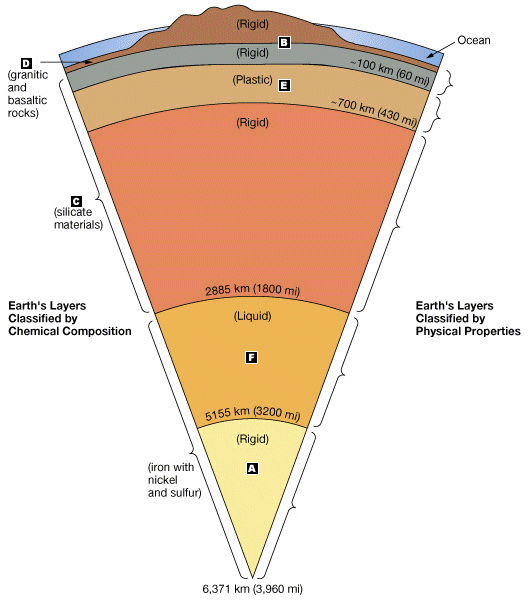 (Rigid)
B
Ocean
D
(granitic
and
basaltic
rocks)
(Rigid)
~100 km (60 mi)
(Plastic)
E
~700 km (430 mi)
(Rigid)
C
(silicate
materials)
2885 km (1800 mi)
Earth's Layers
Classified by
Chemical Composition
(Liquid)
Earth's Layers
Classified by
Physical Properties
F
5155 km (3200 mi)
(Rigid)
A
(iron with
nickel
and sulfur)
6,371 km (3,960 mi)